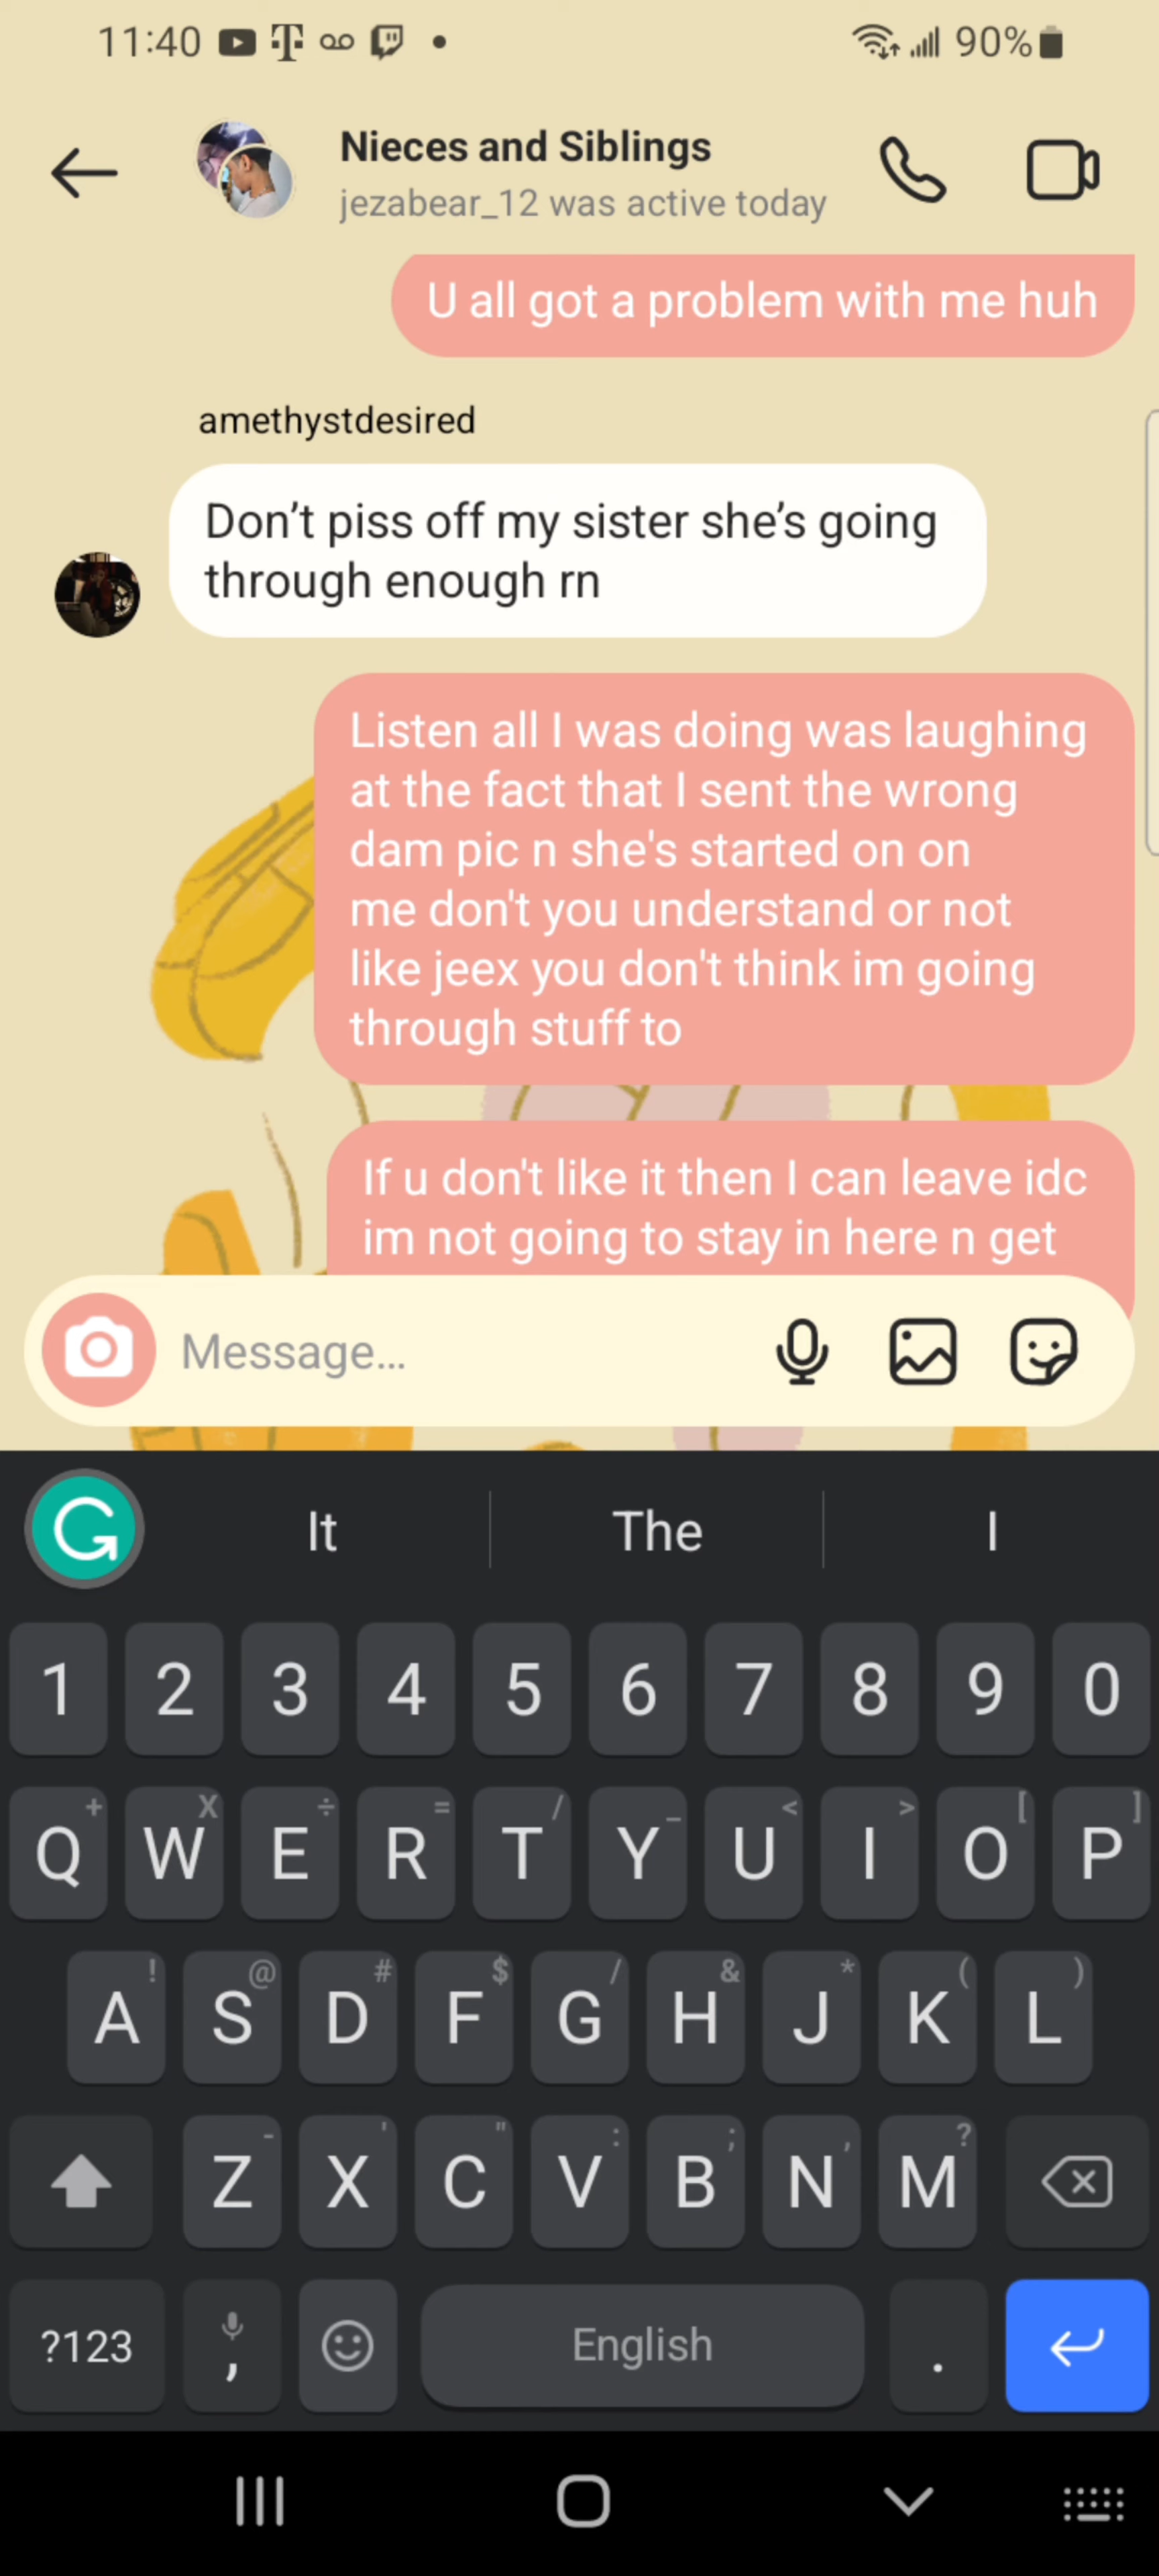 11:40
90%
Nieces and Siblings
jezabear_12 was active today
U all got a problem with me huh
amethystdesired
Don't piss off my sister she's going
through enough rn
Listen all I was doing was laughing
at the fact that I sent the wrong
dam pic n she's started on on
me don't you understand or not
like jeex you don't think im going
through stuff to
If u don't like it then I can leave idc
im not going to stay in here n get
Message...
It The I
1 2 3 4 5 6 7 8 9 0
+ X ÷ = / _ < > [ ]
Q W E R T Y U I O P
! @ # $ / & * ( )
A S D F G H J K L
- ' " : ; , ?
Z X C V B N M
?123 , English .